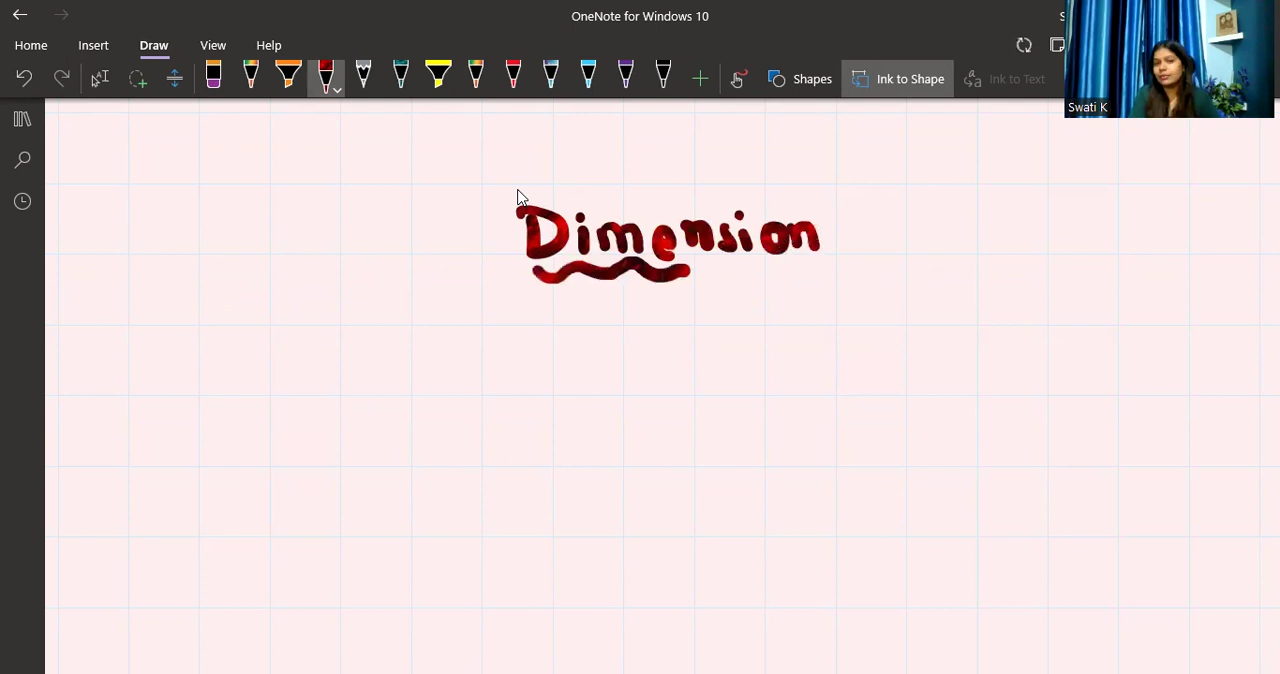 OneNote for Windows 10
Home Insert Draw View Help
Shapes Ink to Shape Ink to Text
Swati K
Dimension